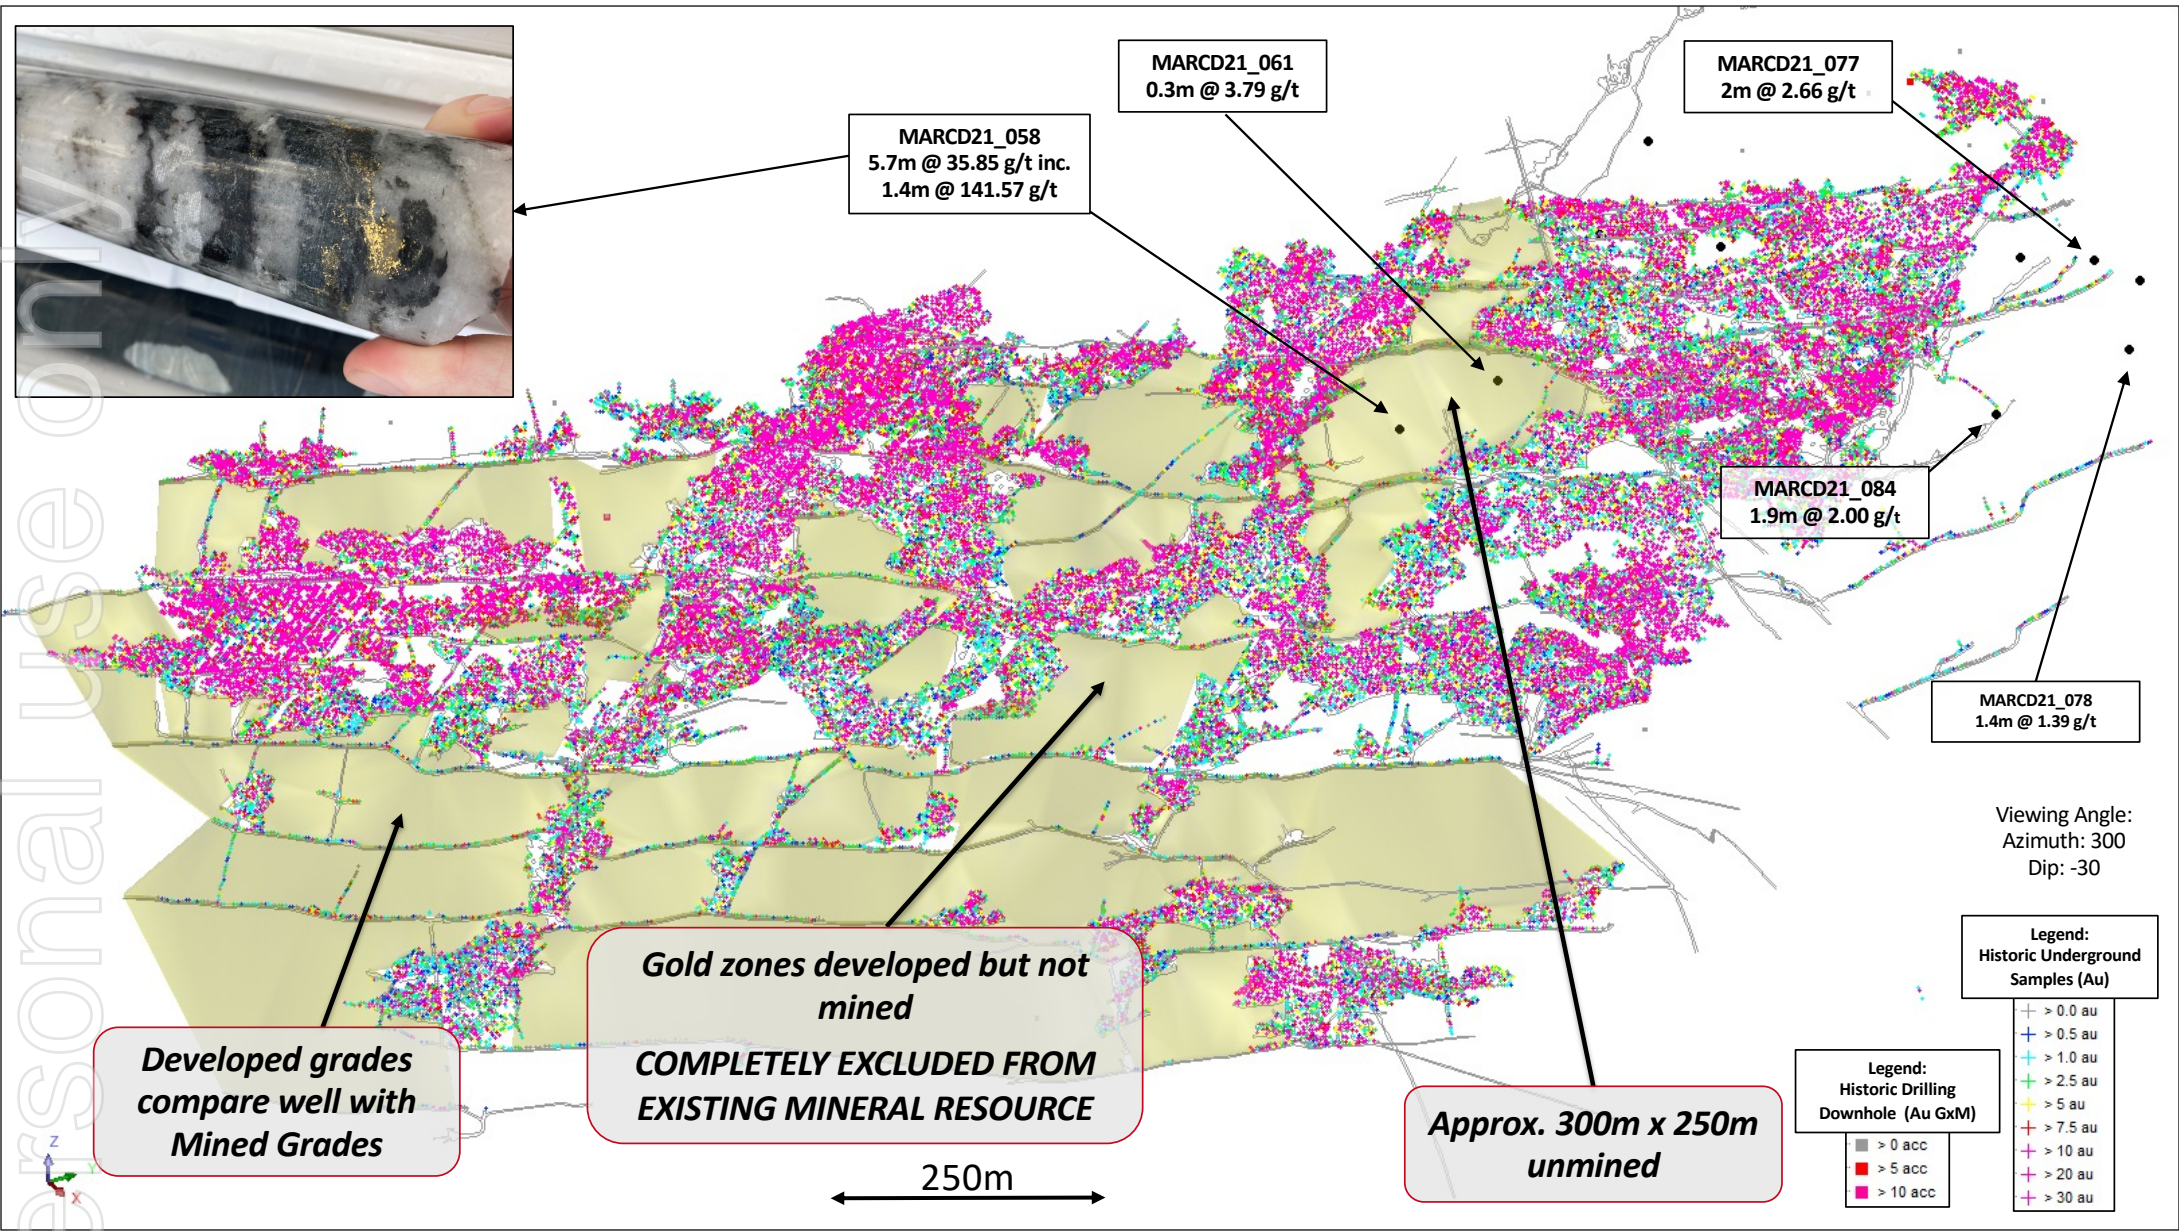 MARCD21_061
0.3m @ 3.79 g/t
MARCD21_077
2m @ 2.66 g/t
MARCD21_058
5.7m @ 35.85 g/t inc.
1.4m @ 141.57 g/t
MARCD21_084
1.9m @ 2.00 g/t
MARCD21_078
1.4m @ 1.39 g/t
Viewing Angle:
Azimuth: 300
Dip: -30
Developed grades
compare well with
Mined Grades
Gold zones developed but not
mined
COMPLETELY EXCLUDED FROM
EXISTING MINERAL RESOURCE
Approx. 300m x 250m
unmined
250m
Legend:
Historic Drilling
Downhole (Au GxM)
> 0 acc
> 5 acc
> 10 acc
Legend:
Historic Underground
Samples (Au)
> 0.0 au
> 0.5 au
> 1.0 au
> 2.5 au
> 5 au
> 7.5 au
> 10 au
> 20 au
> 30 au
Z
Y
X
ersonal use only